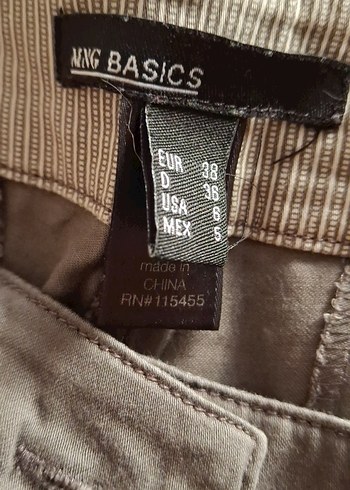 MNG BASICS
EUR 38
D 36
USA 6
MEX 5
made in
CHINA
RN#115455